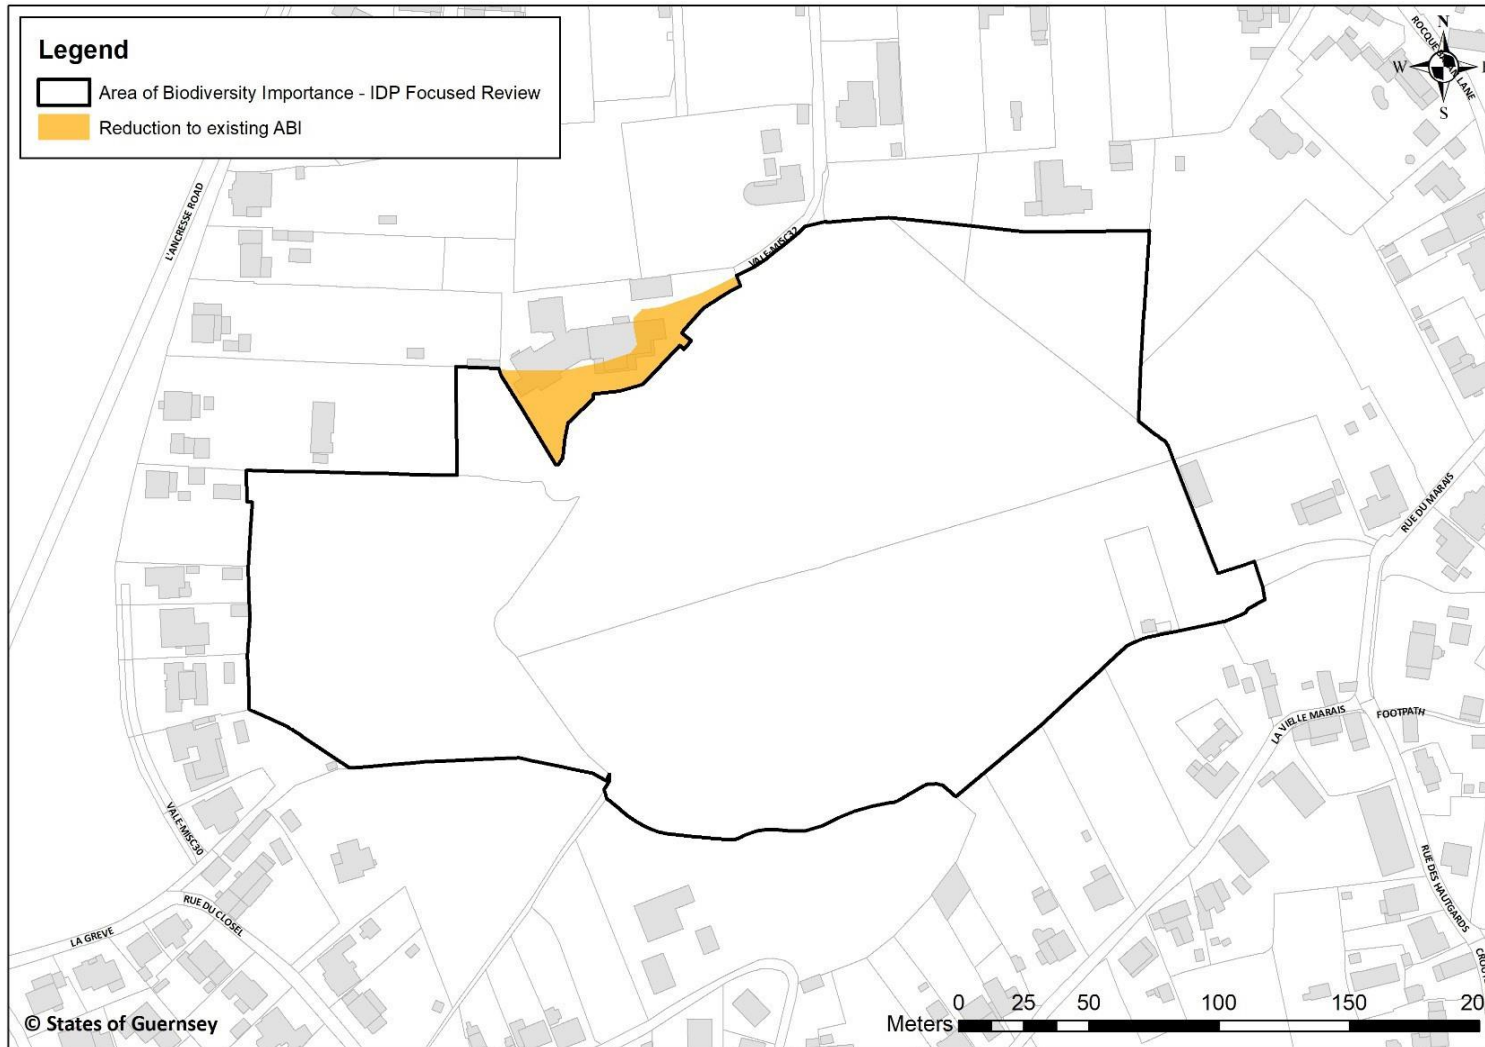 Legend
Area of Biodiversity Importance - IDP Focused Review
Reduction to existing ABI
N
W
S
L'ANCRESSE ROAD
VALE-MISC32
RUE DU MARAIS
LA VIELLE MARAIS
FOOTPATH
RUE DES HAUTGARDS
VALE-MISC30
RUE DU CLOSEL
LA GREVE
© States of Guernsey
Meters
0 25 50 100 150